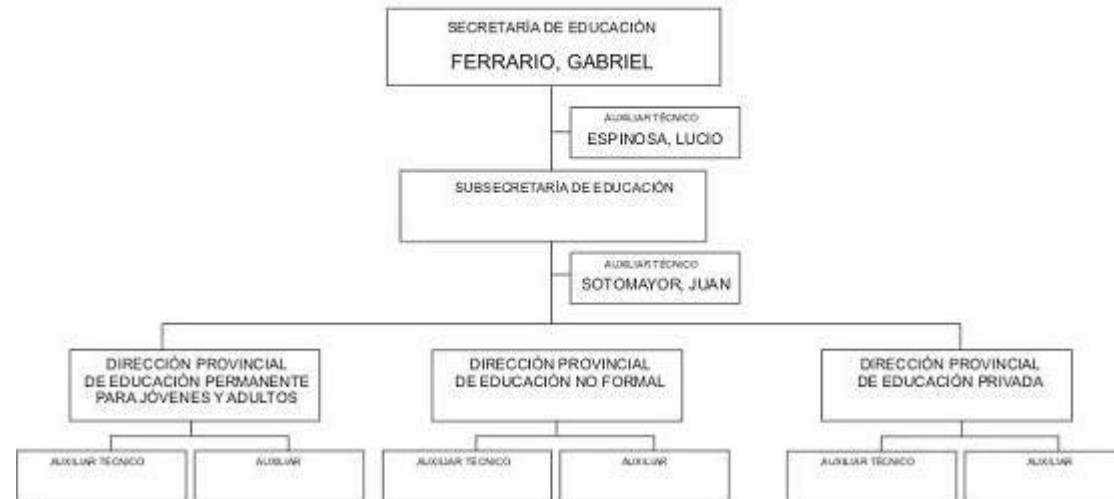 SECRETARÍA DE EDUCACIÓN
FERRARIO, GABRIEL
AUXILIAR TÉCNICO
ESPINOSA, LUCIO
SUBSECRETARÍA DE EDUCACIÓN
AUXILIAR TÉCNICO
SOTOMAYOR, JUAN
DIRECCIÓN PROVINCIAL
DE EDUCACIÓN PERMANENTE
PARA JÓVENES Y ADULTOS
DIRECCIÓN PROVINCIAL
DE EDUCACIÓN NO FORMAL
DIRECCIÓN PROVINCIAL
DE EDUCACIÓN PRIVADA
AUXILIAR TÉCNICO
AUXILIAR
AUXILIAR TÉCNICO
AUXILIAR
AUXILIAR TÉCNICO
AUXILIAR